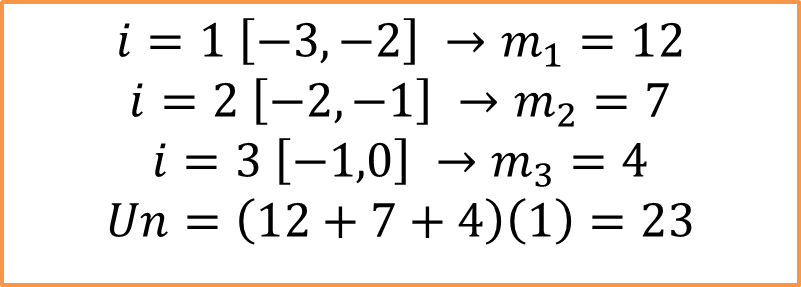 i = 1 [−3, −2] → m₁ = 12
i = 2 [−2, −1] → m₂ = 7
i = 3 [−1,0] → m₃ = 4
Un = (12 + 7 + 4)(1) = 23